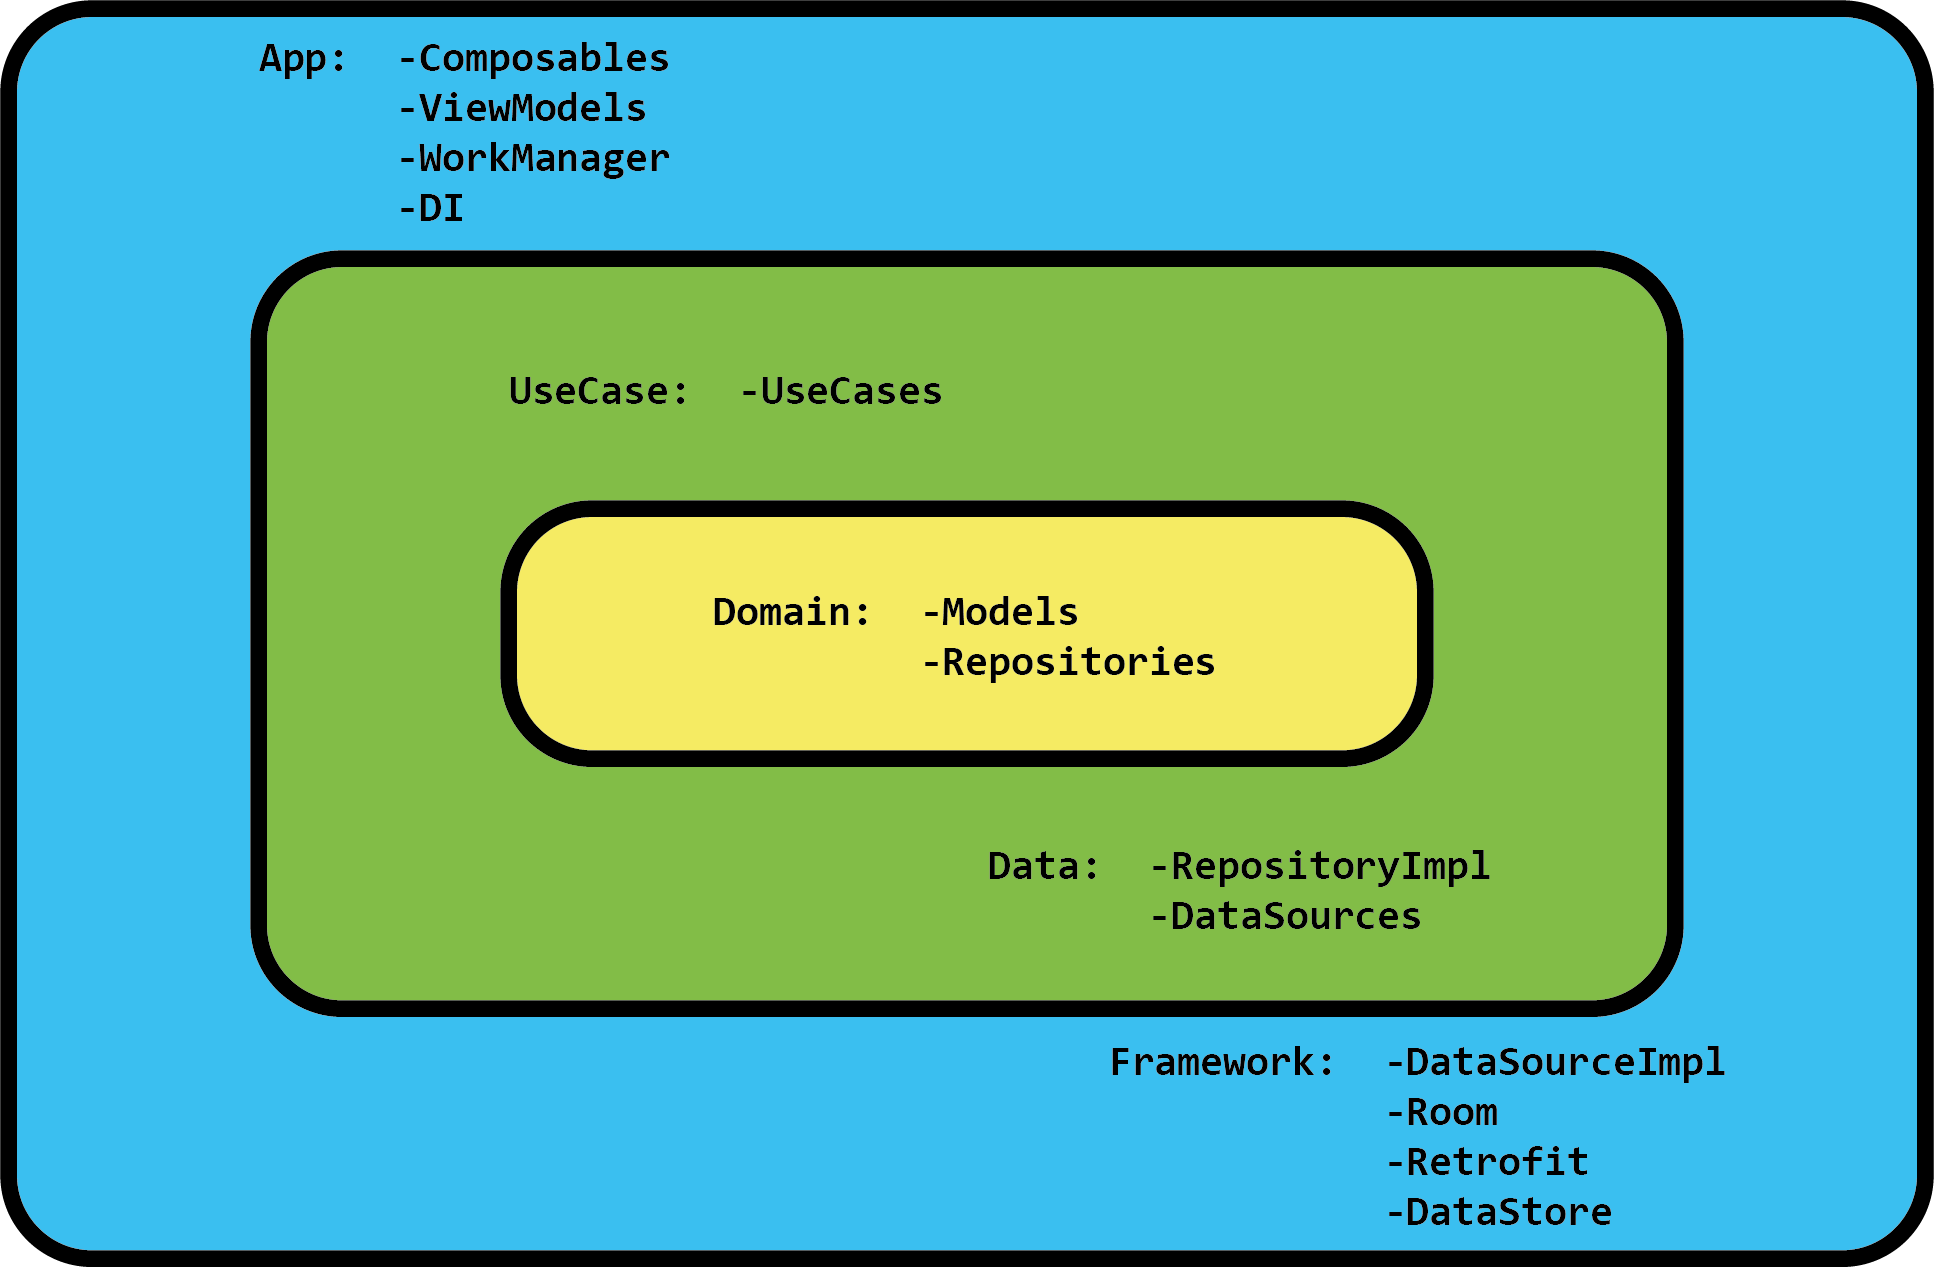 App: -Composables
-ViewModels
-WorkManager
-DI
UseCase: -UseCases
Domain: -Models
-Repositories
Data: -RepositoryImpl
-DataSources
Framework: -DataSourceImpl
-Room
-Retrofit
-DataStore